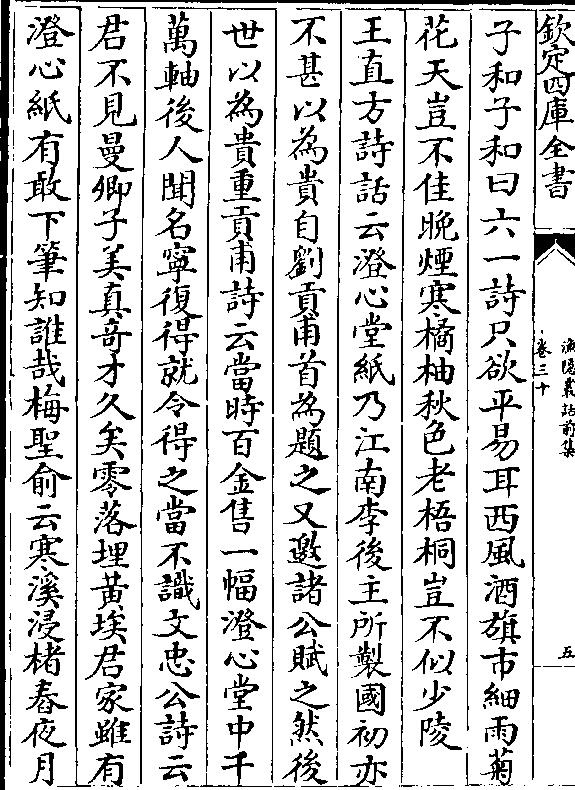 欽定四庫全書
漁隱叢話前集
卷三十
五
子和子和曰六一詩只欲平易耳西風酒旗市細雨菊
花天豈不佳晚煙寒橘柚秋色老梧桐豈不似少陵
王直方詩話云澄心堂紙乃江南李後主所製國初亦
不甚以為貴自劉貢甫首為題之又邀諸公賦之然後
世以為貴重貢甫詩云當時百金售一幅澄心堂中千
萬軸後人聞名寧復得就令得之當不識文忠公詩云
君不見曼卿子美真奇才久矣零落埋黃埃君家雖有
澄心紙有敢下筆知誰哉梅聖俞云寒溪浸楮舂夜月